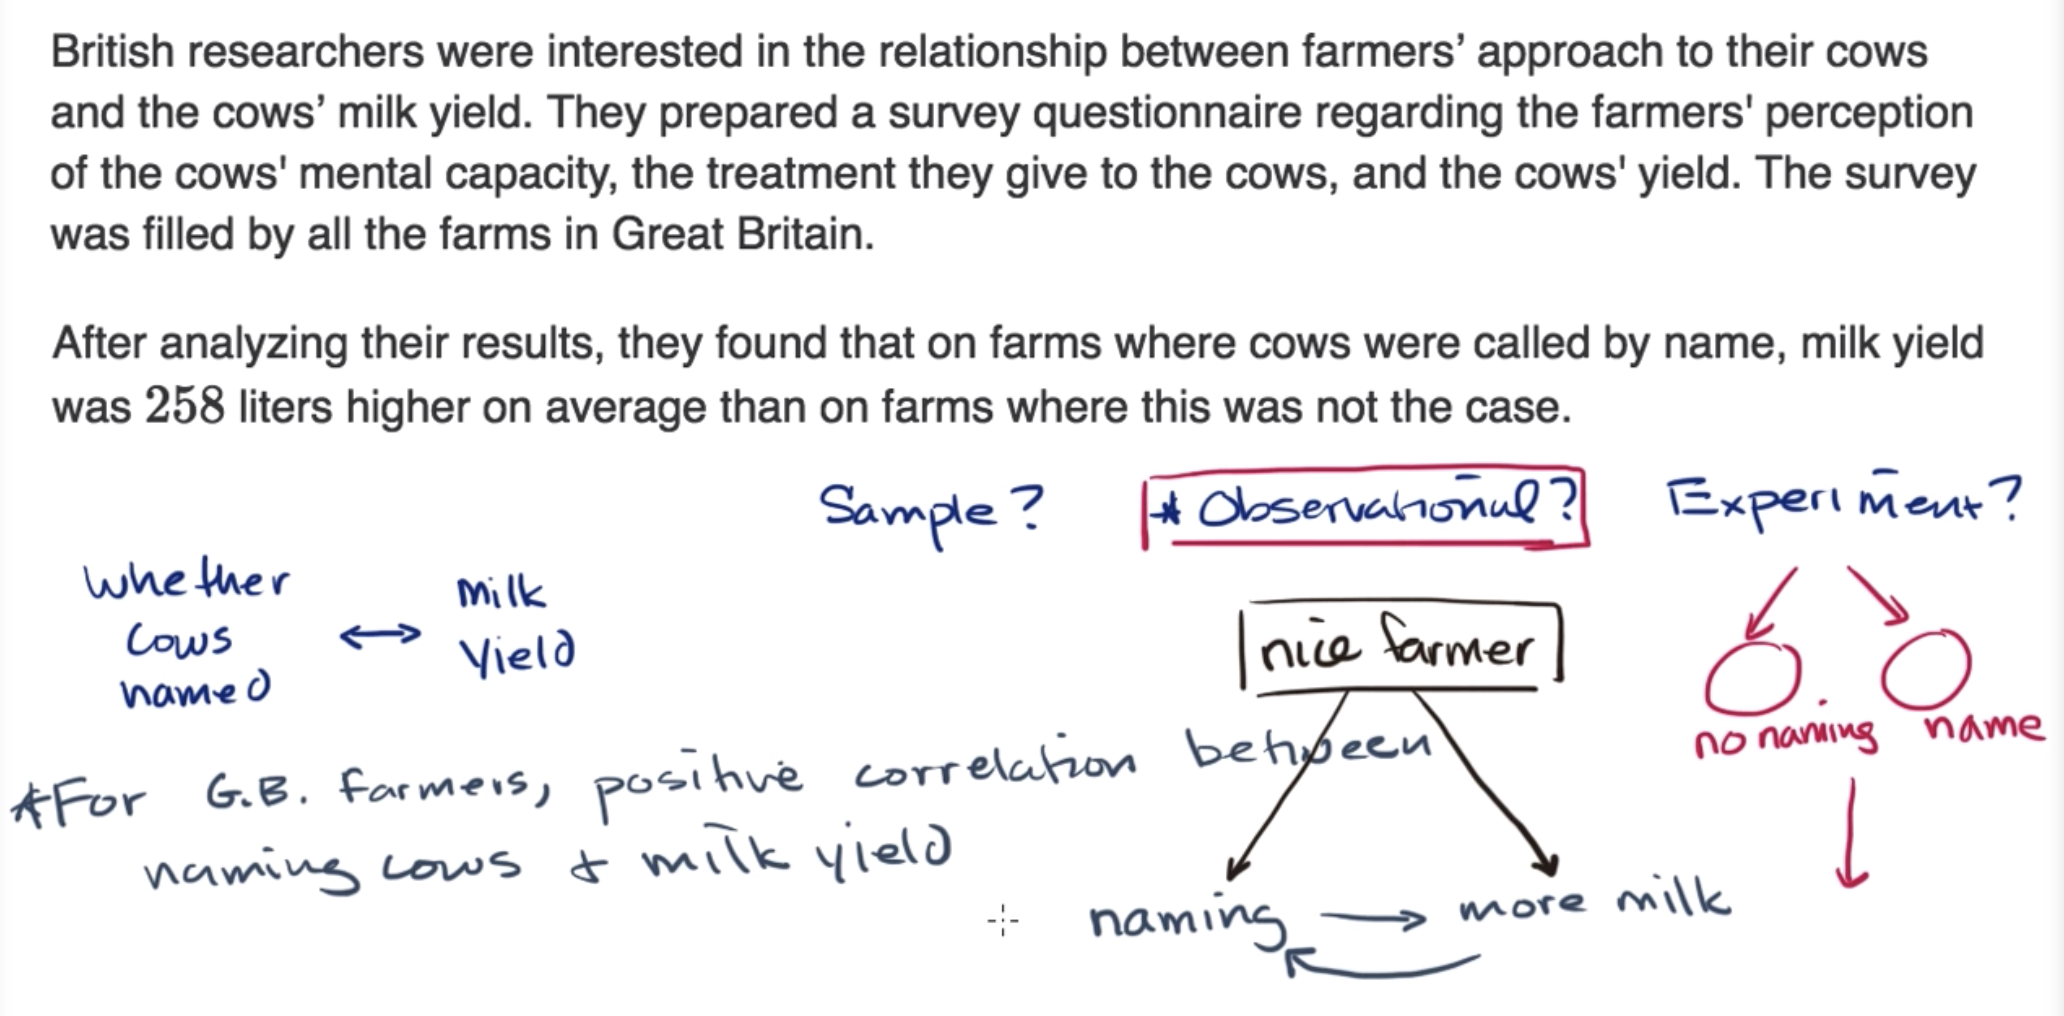 British researchers were interested in the relationship between farmers’ approach to their cows
and the cows’ milk yield. They prepared a survey questionnaire regarding the farmers' perception
of the cows' mental capacity, the treatment they give to the cows, and the cows' yield. The survey
was filled by all the farms in Great Britain.
After analyzing their results, they found that on farms where cows were called by name, milk yield
was 258 liters higher on average than on farms where this was not the case.
Sample? * Observational? Experiment?
Whether
cows
named
↔
Milk
Yield
nice farmer
no naming name
*For G.B. farmers, positive correlation between
naming cows & milk yield
naming → more milk